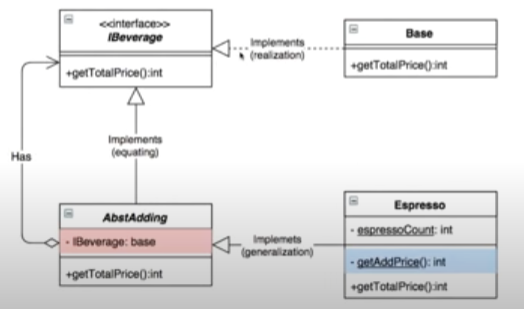 <<interface>>
IBeverage
+getTotalPrice():int
Implements
(realization)
Base
+getTotalPrice():int
Implements
(equating)
Has
AbstAdding
- IBeverage: base
+getTotalPrice():int
Implemets
(generalization)
Espresso
- espressoCount: int
- getAddPrice(): int
+getTotalPrice():int